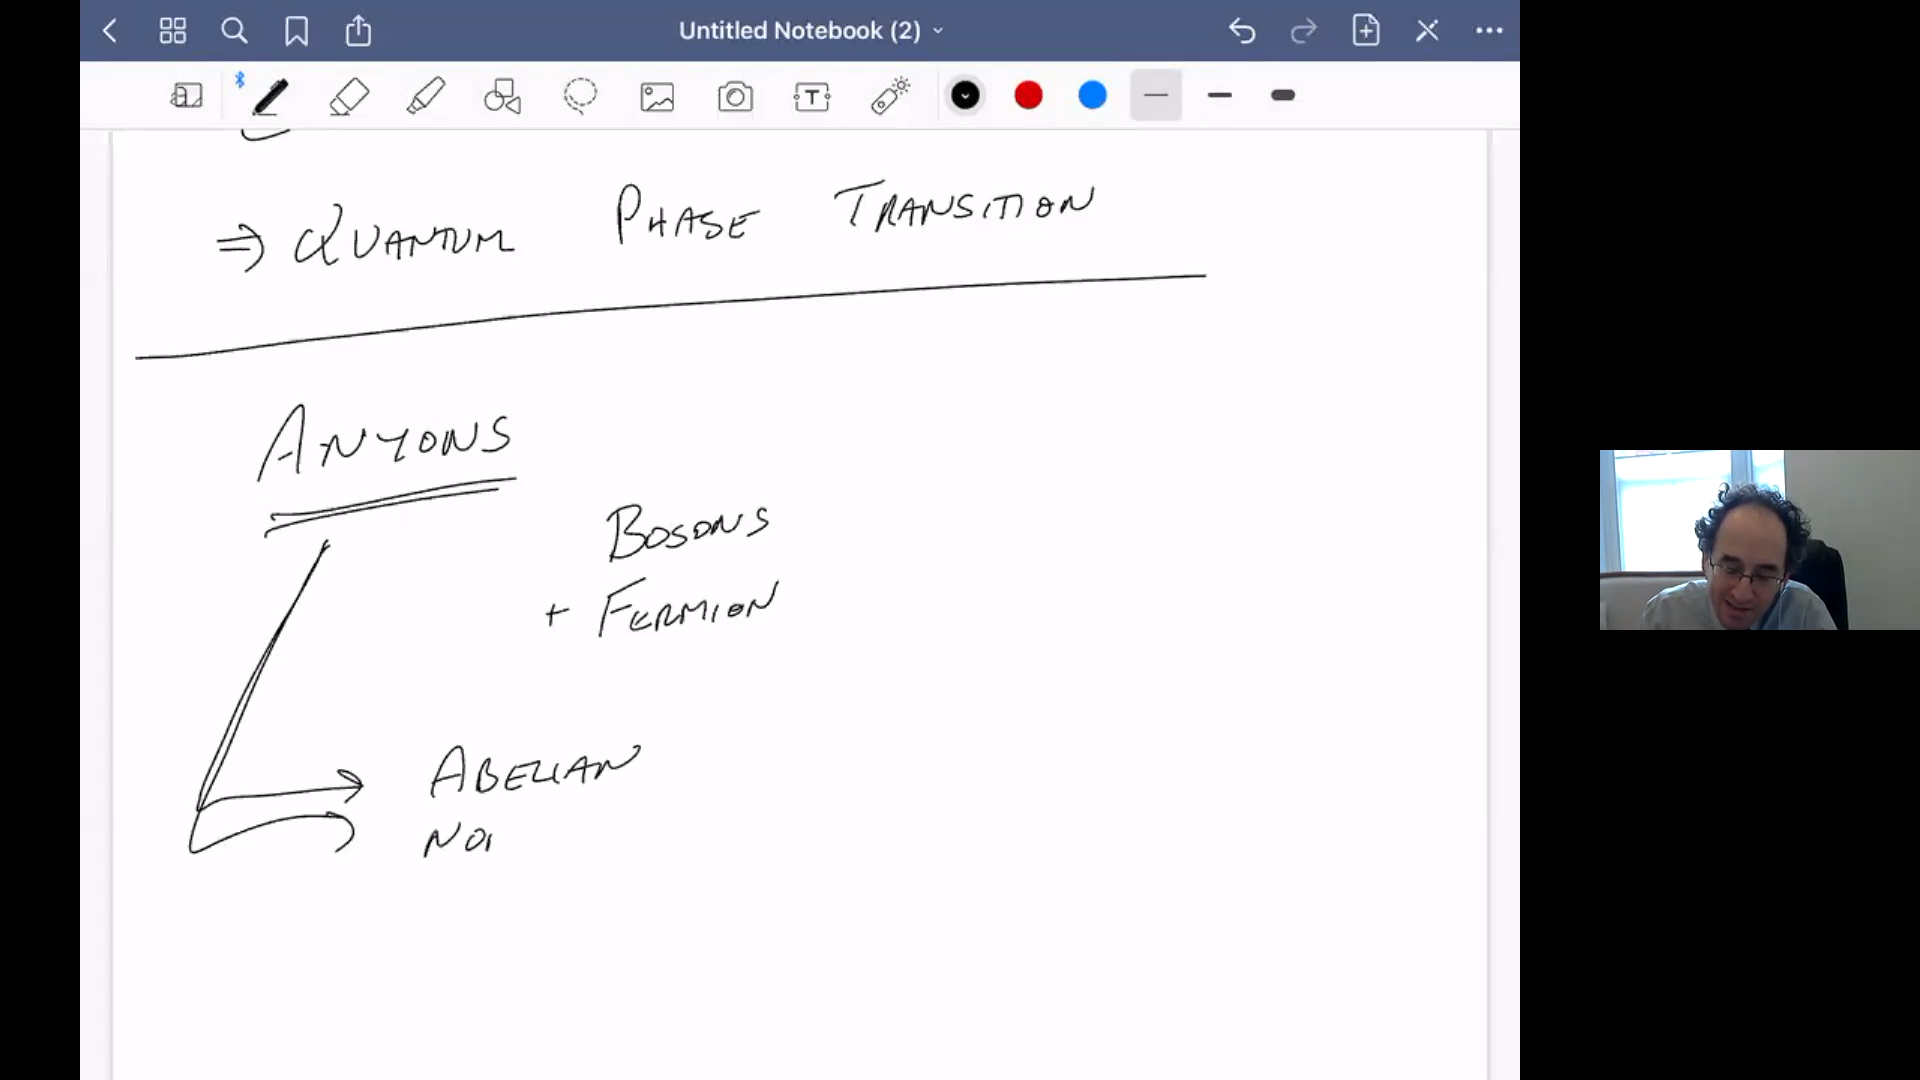 Untitled Notebook (2)
T
⇒ QUANTUM PHASE TRANSITION
ANYONS
BOSONS
+ FERMION
ABELIAN
NO